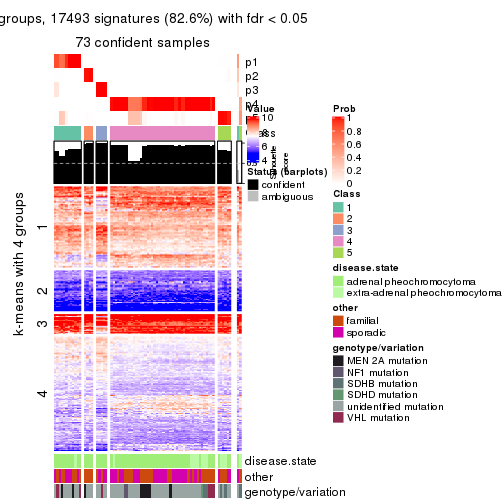 groups, 17493 signatures (82.6%) with fdr < 0.05
73 confident samples
p1
p2
p3
p4
Value
10
8
6
4
Status (barplots)
confident
ambiguous
Prob
1
0.8
0.6
0.4
0.2
0
Class
1
2
3
4
5
disease.state
adrenal pheochromocytoma
extra-adrenal pheochromocytoma
other
familial
sporadic
genotype/variation
MEN 2A mutation
NF1 mutation
SDHB mutation
SDHD mutation
unidentified mutation
VHL mutation
k-means with 4 groups
1
2
3
4
disease.state
other
genotype/variation